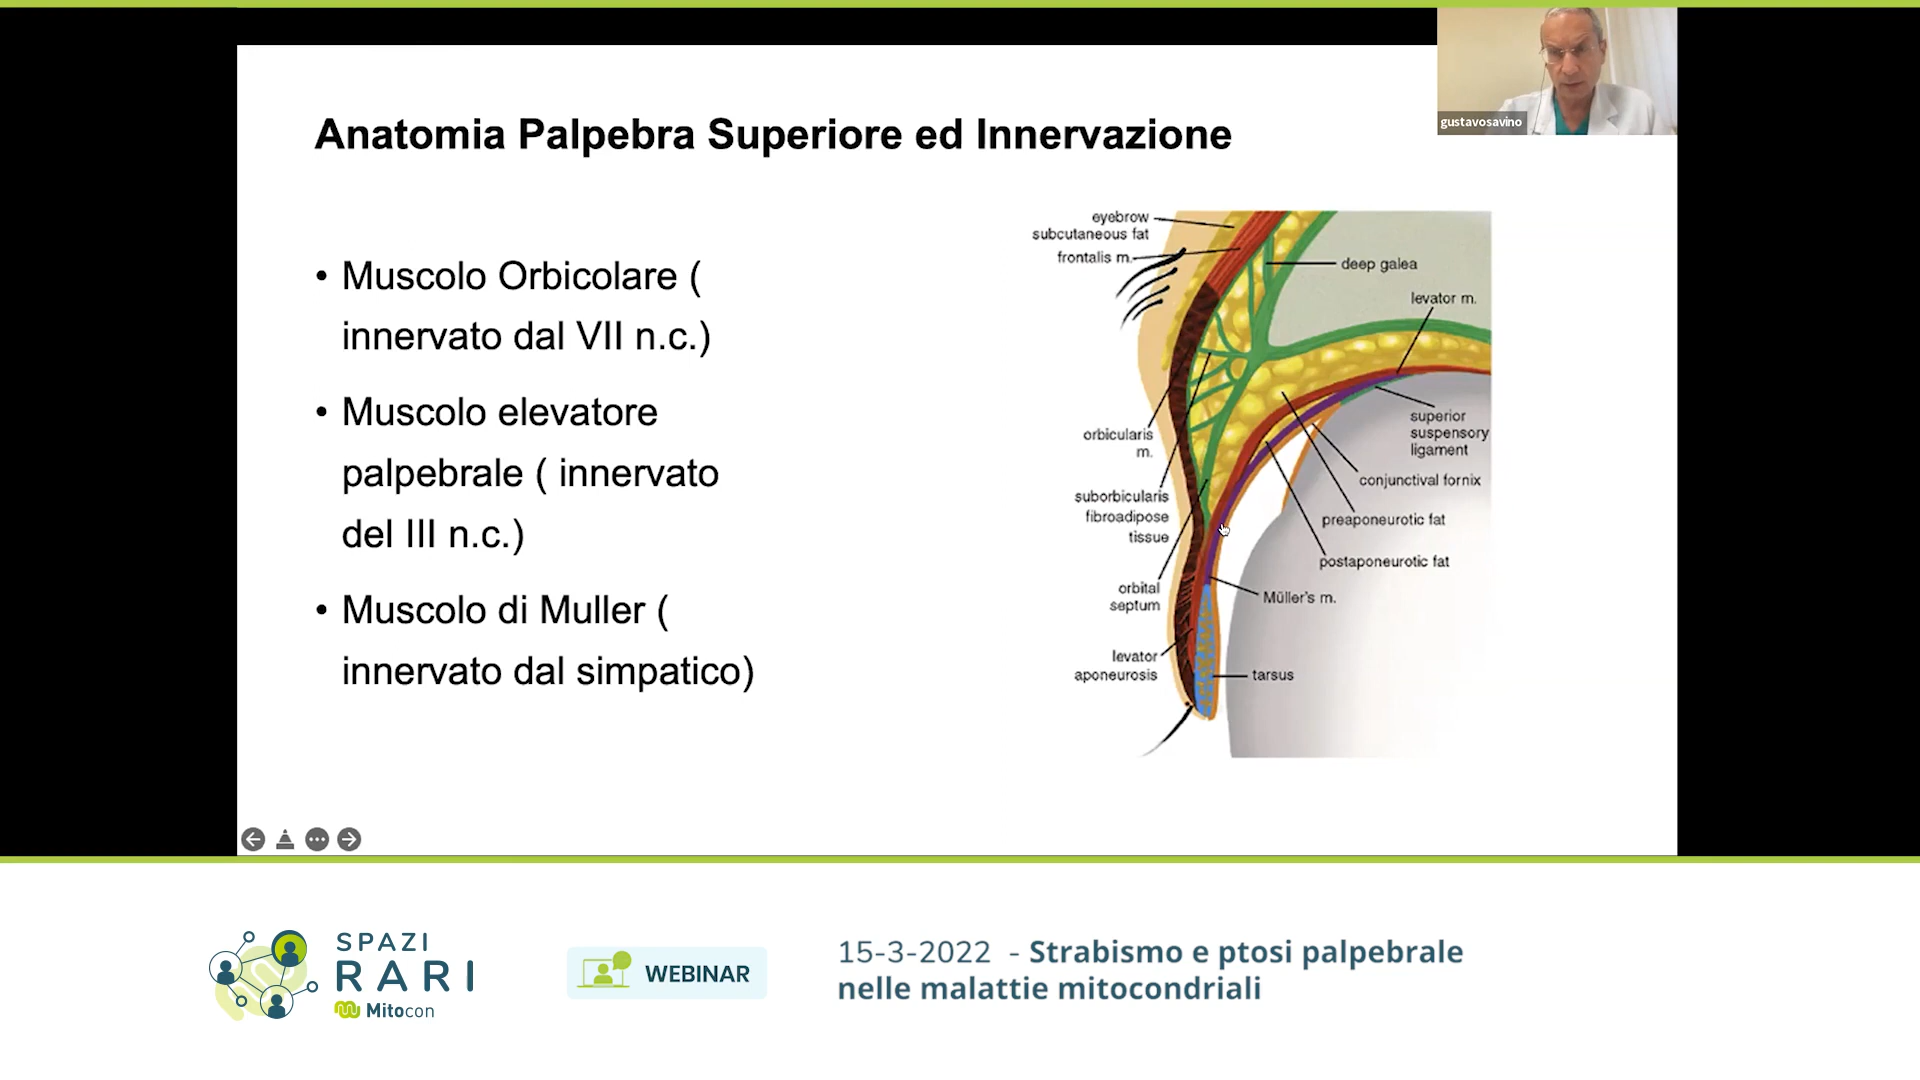 gustavosavino
Anatomia Palpebra Superiore ed Innervazione
• Muscolo Orbicolare (
innervato dal VII n.c.)
• Muscolo elevatore
palpebrale ( innervato
del III n.c.)
• Muscolo di Muller (
innervato dal simpatico)
eyebrow
subcutaneous fat
frontalis m.
deep galea
levator m.
orbicularis
m.
superior
suspensory
ligament
conjunctival fornix
suborbicularis
fibroadipose
tissue
preaponeurotic fat
postaponeurotic fat
orbital
septum
Müller's m.
levator
aponeurosis
tarsus
SPAZI
RARI
Mitocon
WEBINAR
15-3-2022 - Strabismo e ptosi palpebrale
nelle malattie mitocondriali